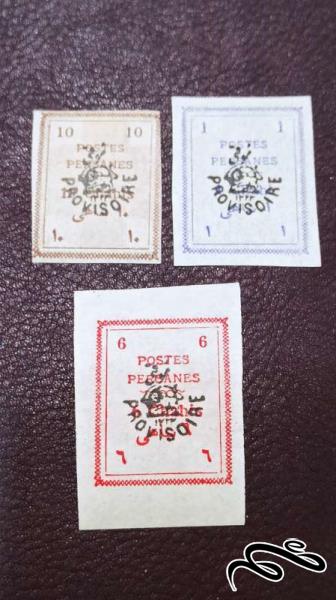 10 10
POSTES
PERSANES
PROVISOIRE
١٠ ١٠
1 1
POSTES
PERSANES
PROVISOIRE
١ ١
6 6
POSTES
PERSANES
PROVISOIRE
٦ ٦